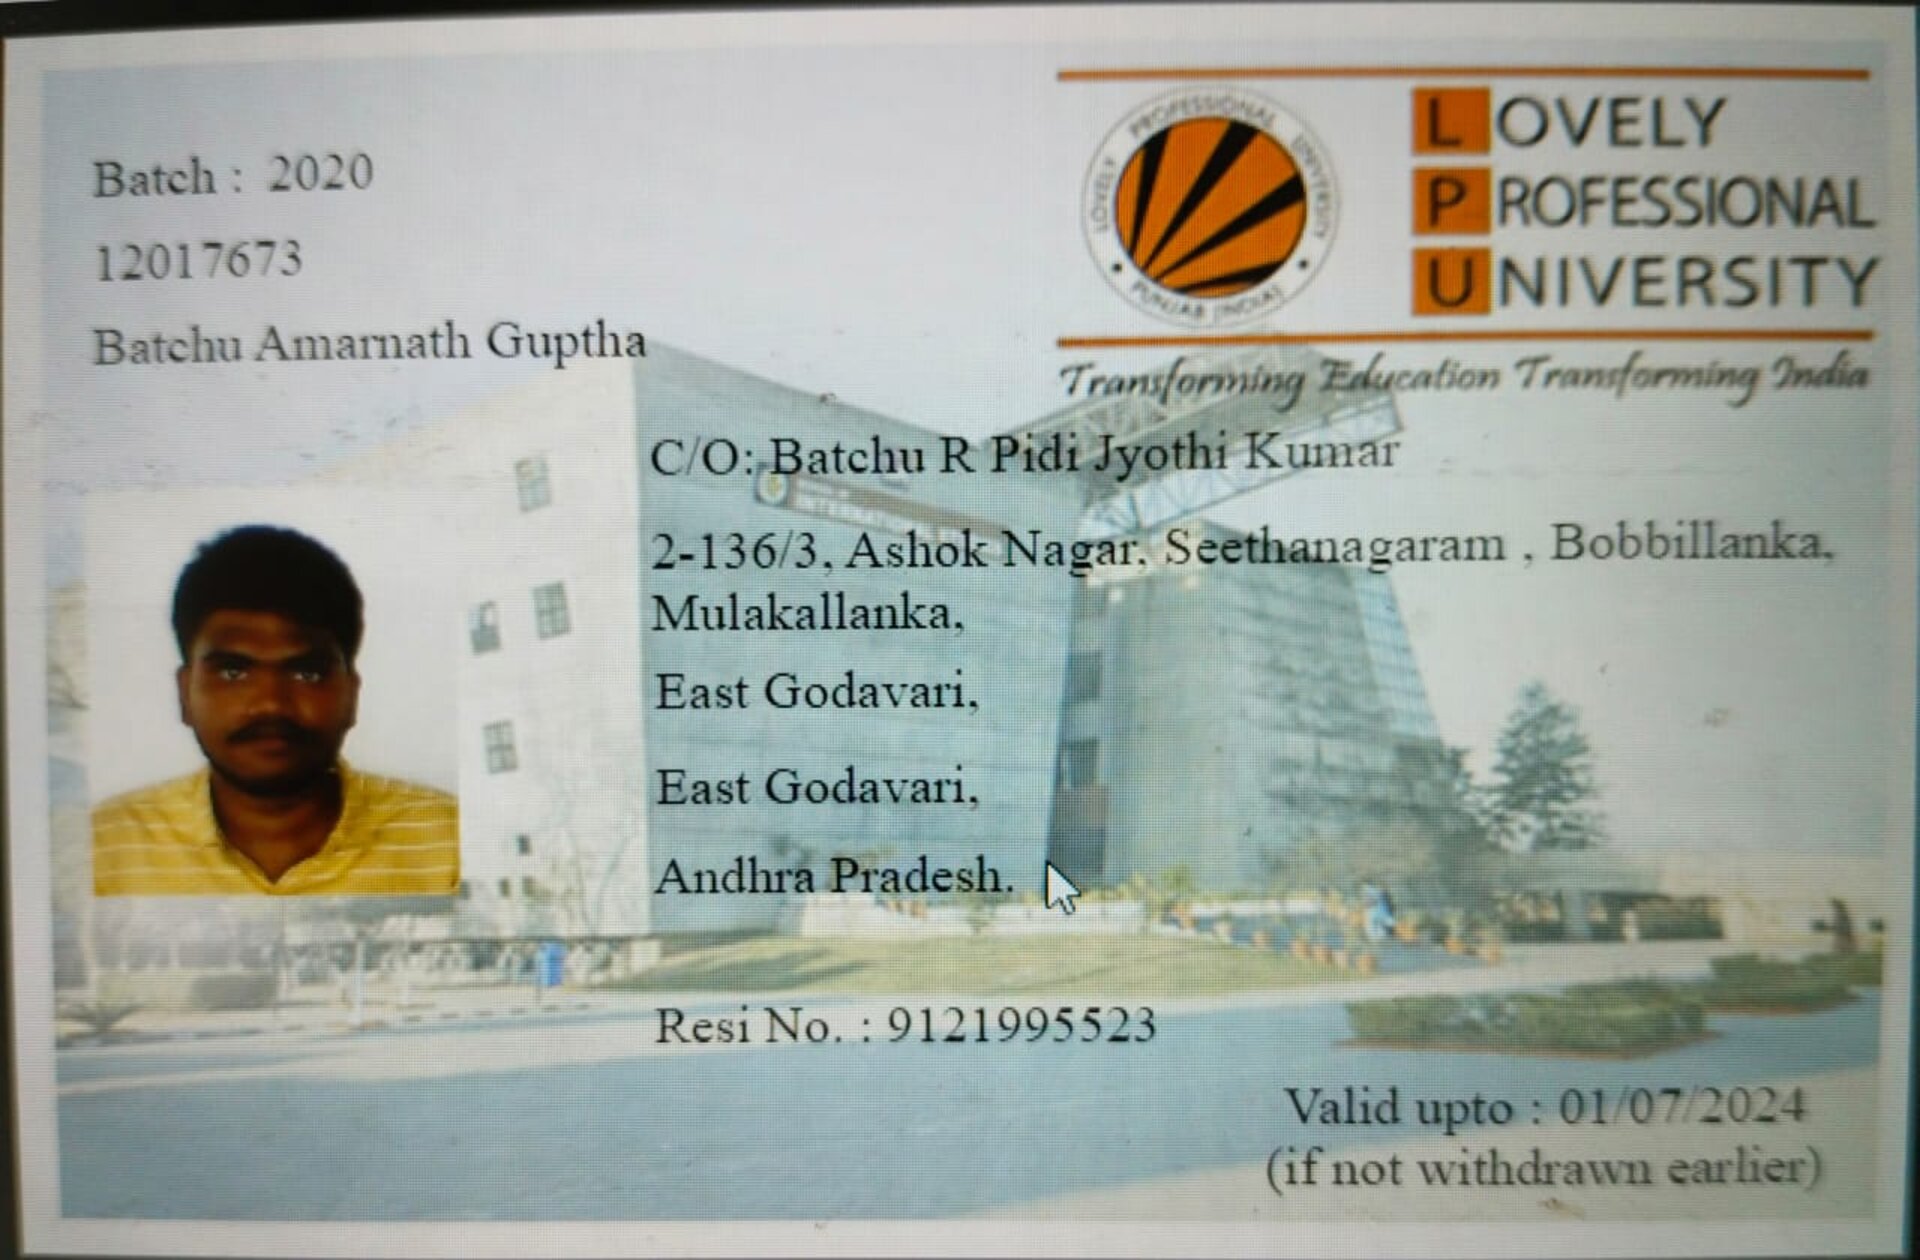 Batch : 2020
12017673
Batchu Amarnath Guptha
LOVELY PROFESSIONAL UNIVERSITY
PUNJAB (INDIA)
LOVELY
PROFESSIONAL
UNIVERSITY
Transforming Education Transforming India
C/O: Batchu R Pidi Jyothi Kumar
2-136/3, Ashok Nagar, Seethanagaram , Bobbillanka,
Mulakallanka,
East Godavari,
East Godavari,
Andhra Pradesh.
Resi No. : 9121995523
Valid upto : 01/07/2024
(if not withdrawn earlier)